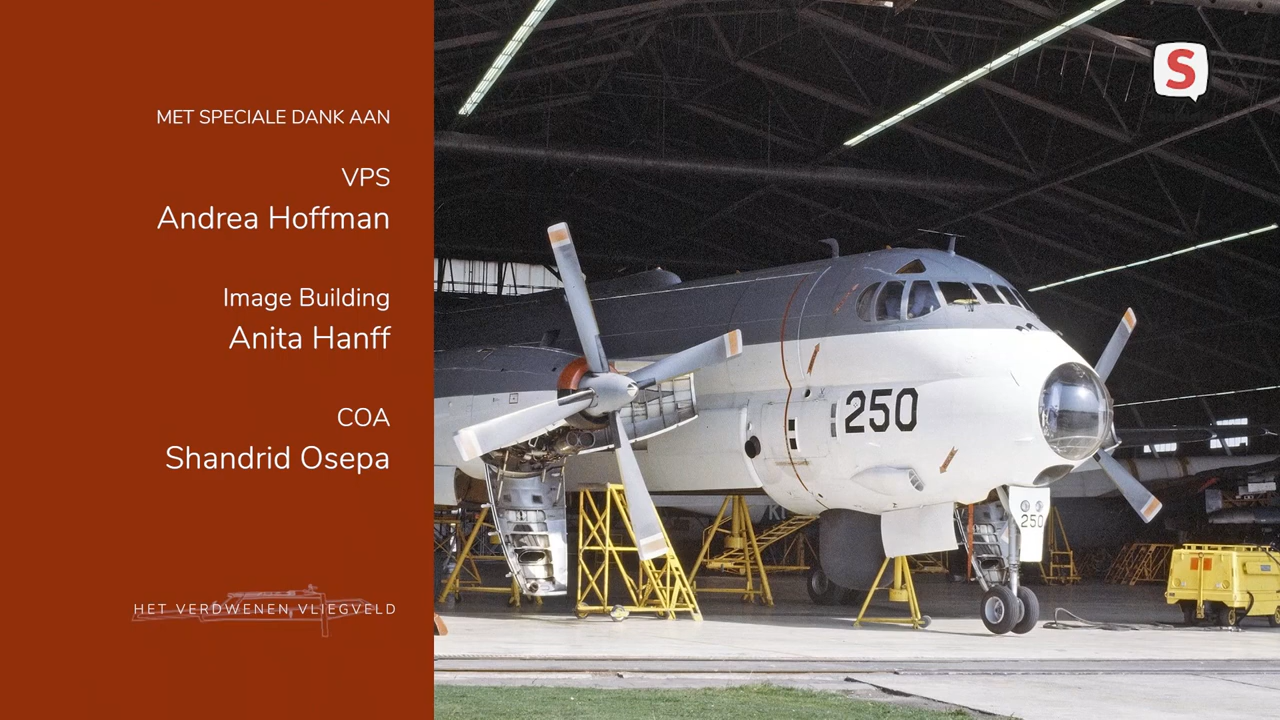 MET SPECIALE DANK AAN
VPS
Andrea Hoffman
Image Building
Anita Hanff
COA
Shandrid Osepa
HET VERDWENEN VLIEGVELD
S
250
250